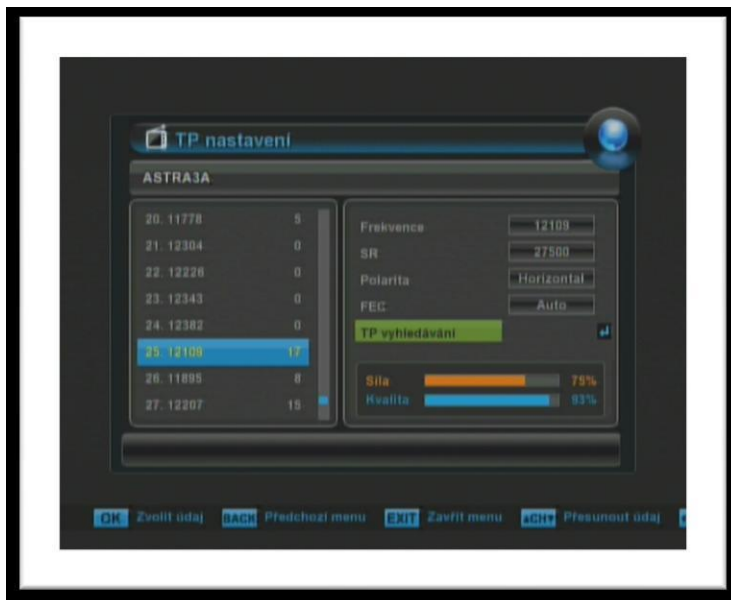 TP nastavení
ASTRA3A
20. 11778 5
21. 12304 0
22. 12226 0
23. 12343 0
24. 12382 0
25. 12109 17
26. 11895 8
27. 12207 15
Frekvence 12109
SR 27500
Polarita Horizontal
FEC Auto
TP vyhledávání
Síla 75%
Kvalita 93%
OK Zvolit údaj BACK Předchozí menu EXIT Zavřít menu ▲CH▼ Přesunout údaj